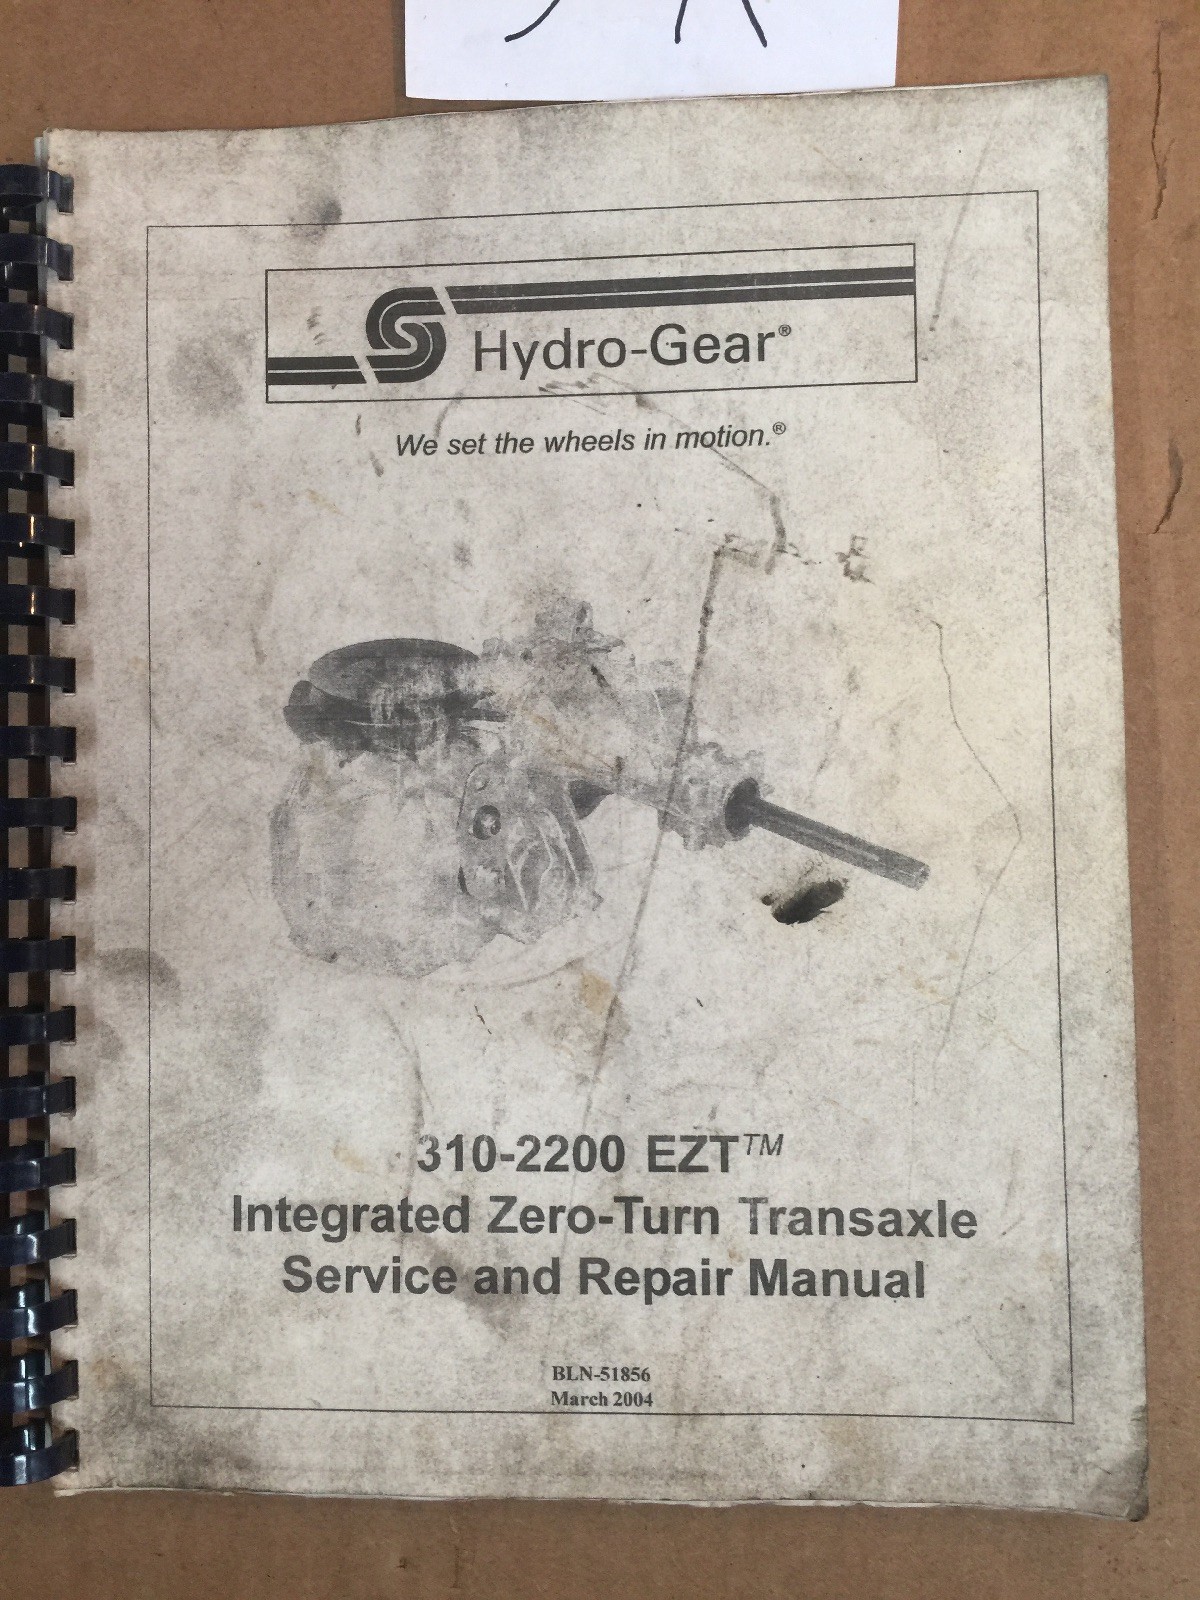 Hydro-Gear®
We set the wheels in motion.®
310-2200 EZT™
Integrated Zero-Turn Transaxle
Service and Repair Manual
BLN-51856
March 2004